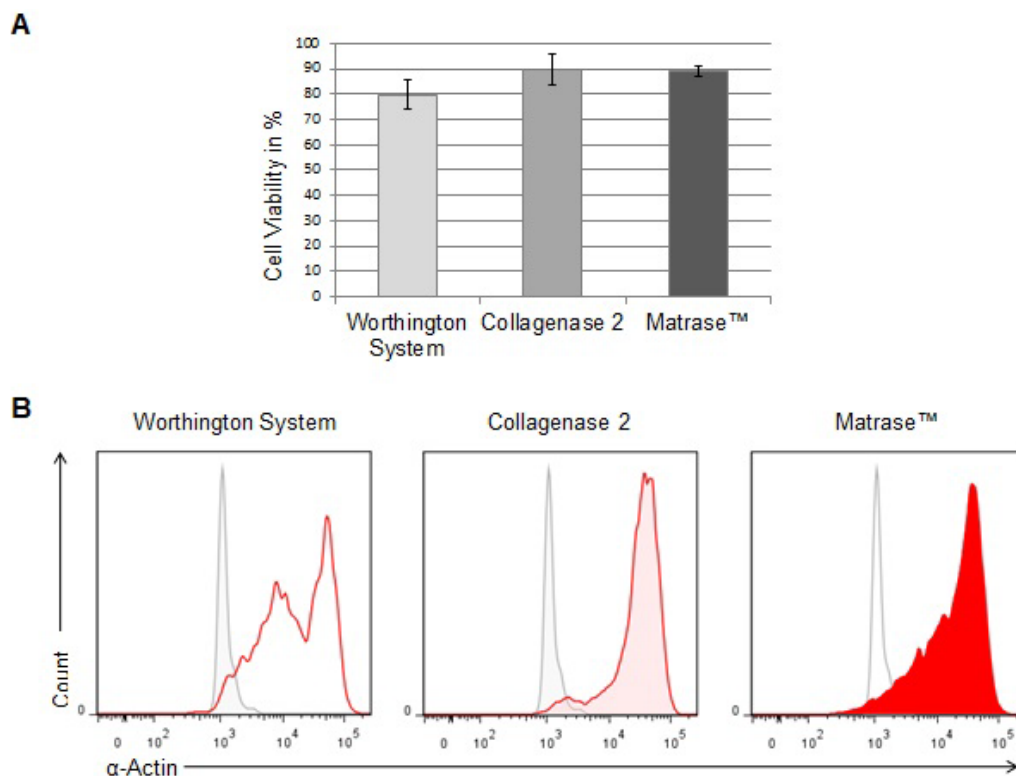 A
100
90
80
70
60
50
40
30
20
10
0
Cell Viability in %
Worthington System
Collagenase 2
Matrase™
B
Worthington System
Collagenase 2
Matrase™
Count
0
0
0
0 10² 10³ 10⁴ 10⁵
0 10² 10³ 10⁴ 10⁵
0 10² 10³ 10⁴ 10⁵
α-Actin